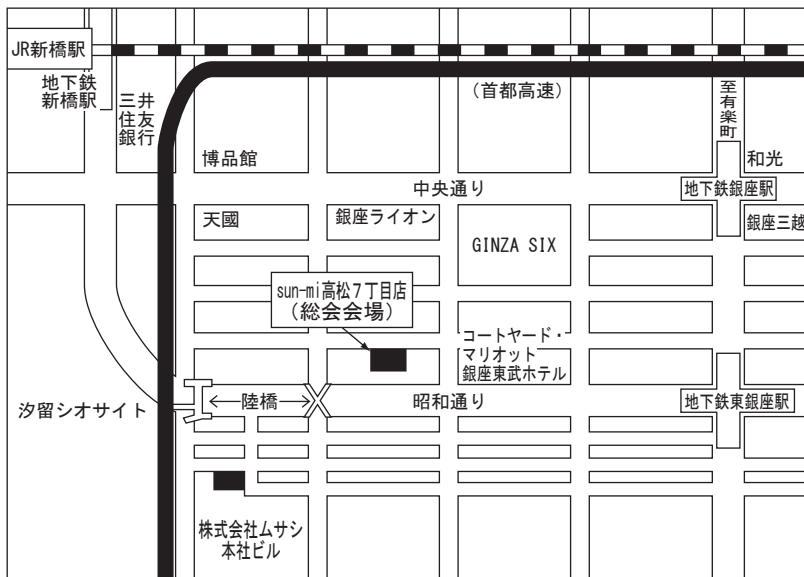 JR新橋駅
地下鉄
新橋駅
三井
住友
銀行
(首都高速)
至有楽町
博品館
和光
中央通り
地下鉄銀座駅
天國
銀座ライオン
銀座三越
GINZA SIX
sun-mi高松7丁目店
(総会会場)
コートヤード・
マリオット
銀座東武ホテル
汐留シオサイト
陸橋
昭和通り
地下鉄東銀座駅
株式会社ムサシ
本社ビル